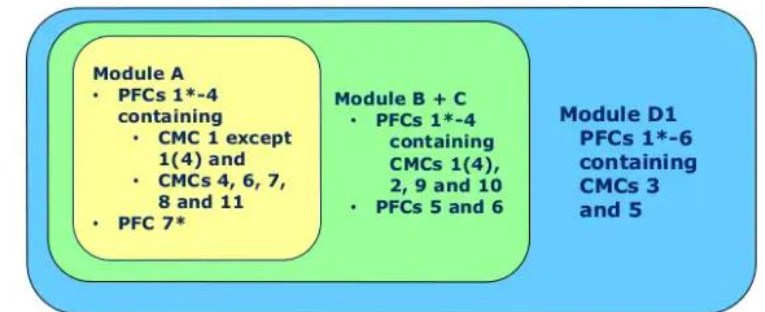 Module A
• PFCs 1*-4
containing
• CMC 1 except
1(4) and
• CMCs 4, 6, 7,
8 and 11
• PFC 7*
Module B + C
• PFCs 1*-4
containing
CMCs 1(4),
2, 9 and 10
• PFCs 5 and 6
Module D1
PFCs 1*-6
containing
CMCs 3
and 5